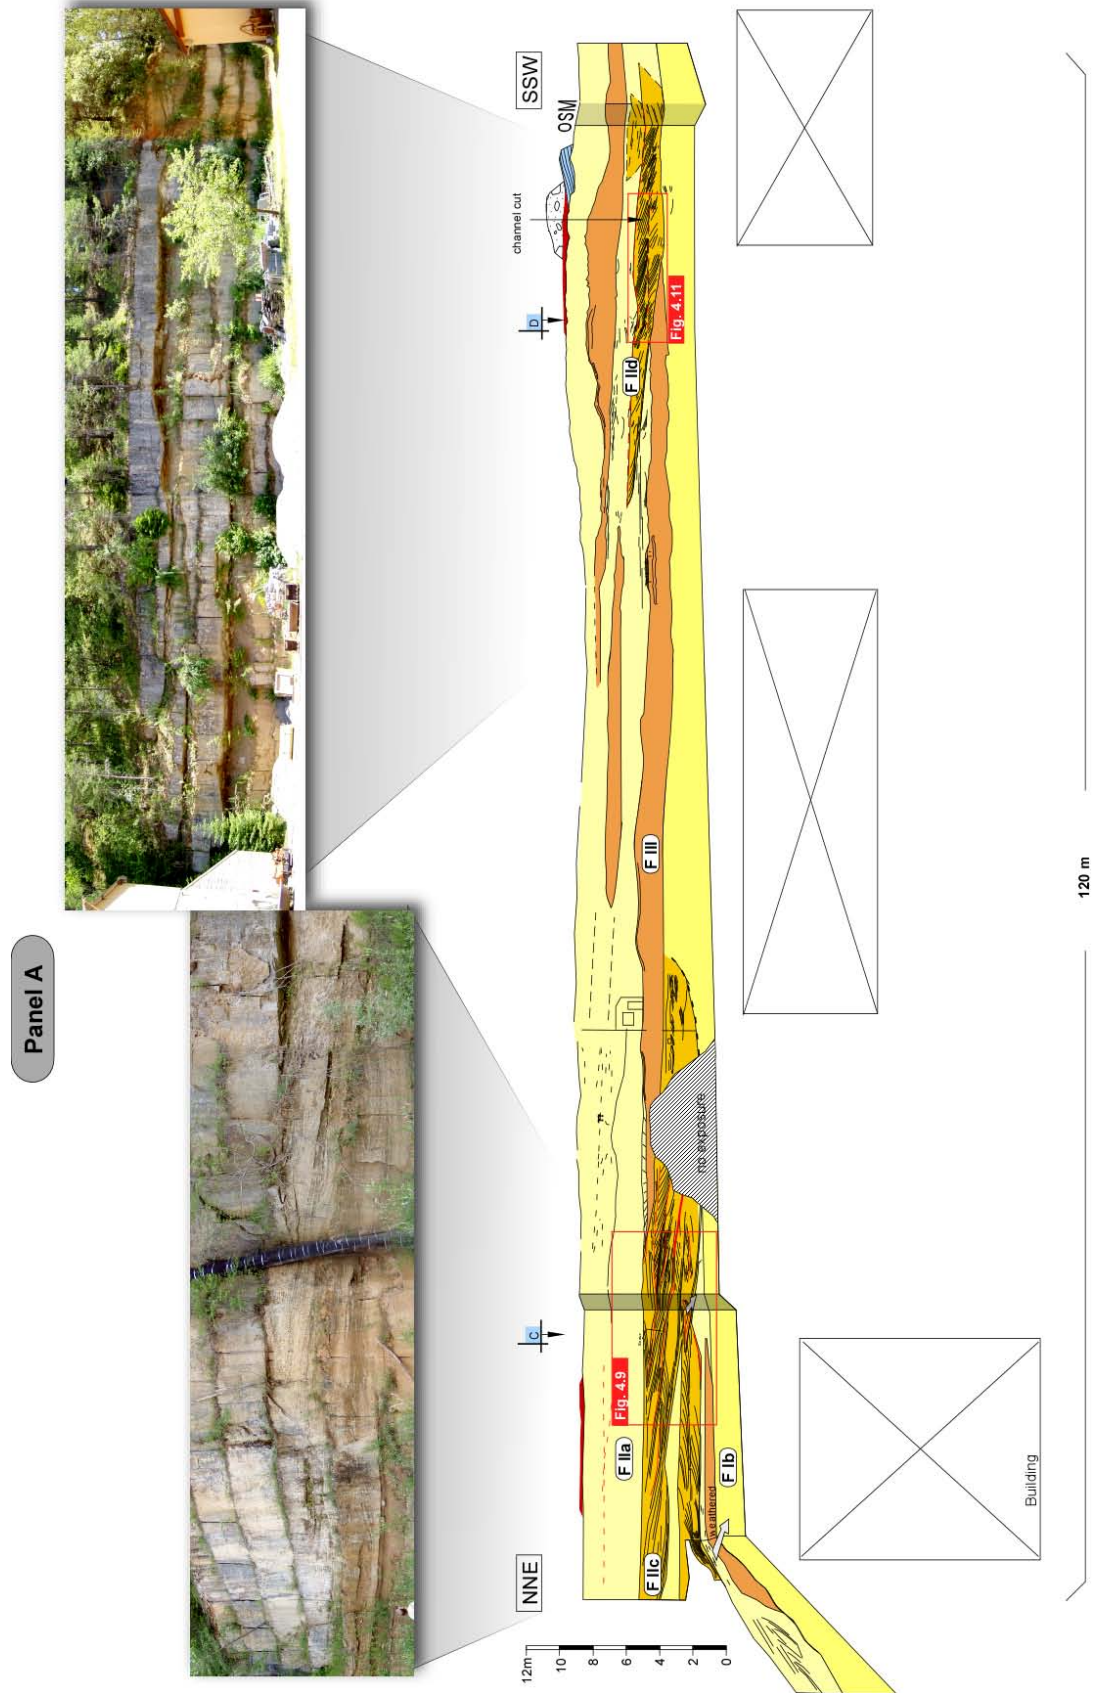 Panel A
NNE
SSW
OSM
channel cut
C
D
Fig. 4.9
Fig. 4.11
F IIa
F IIc
F Ib
F IId
F III
weathered
no exposure
Building
12m
10
8
6
4
2
0
120 m